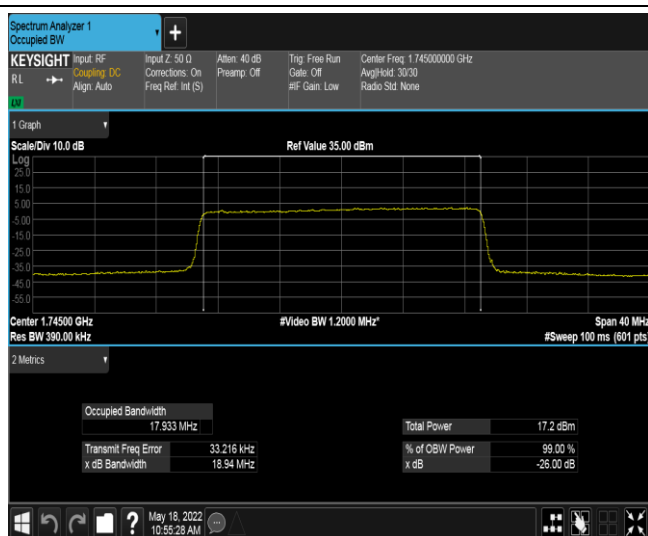 Spectrum Analyzer 1
Occupied BW
KEYSIGHT Input: RF Input Z: 50 Ω Atten: 40 dB Trig: Free Run Center Freq: 1.745000000 GHz
RL Coupling: DC Corrections: On Preamp: Off Gate: Off Avg|Hold: 30/30
Align: Auto Freq Ref: Int (S) #IF Gain: Low Radio Std: None
1 Graph
Scale/Div 10.0 dB Ref Value 35.00 dBm
Log
25.0
15.0
5.00
-5.00
-15.0
-25.0
-35.0
-45.0
-55.0
Center 1.74500 GHz #Video BW 1.2000 MHz* Span 40 MHz
Res BW 390.00 kHz #Sweep 100 ms (601 pts)
2 Metrics
Occupied Bandwidth
17.933 MHz Total Power 17.2 dBm
Transmit Freq Error 33.216 kHz % of OBW Power 99.00 %
x dB Bandwidth 18.94 MHz x dB -26.00 dB
? May 18, 2022
10:55:28 AM